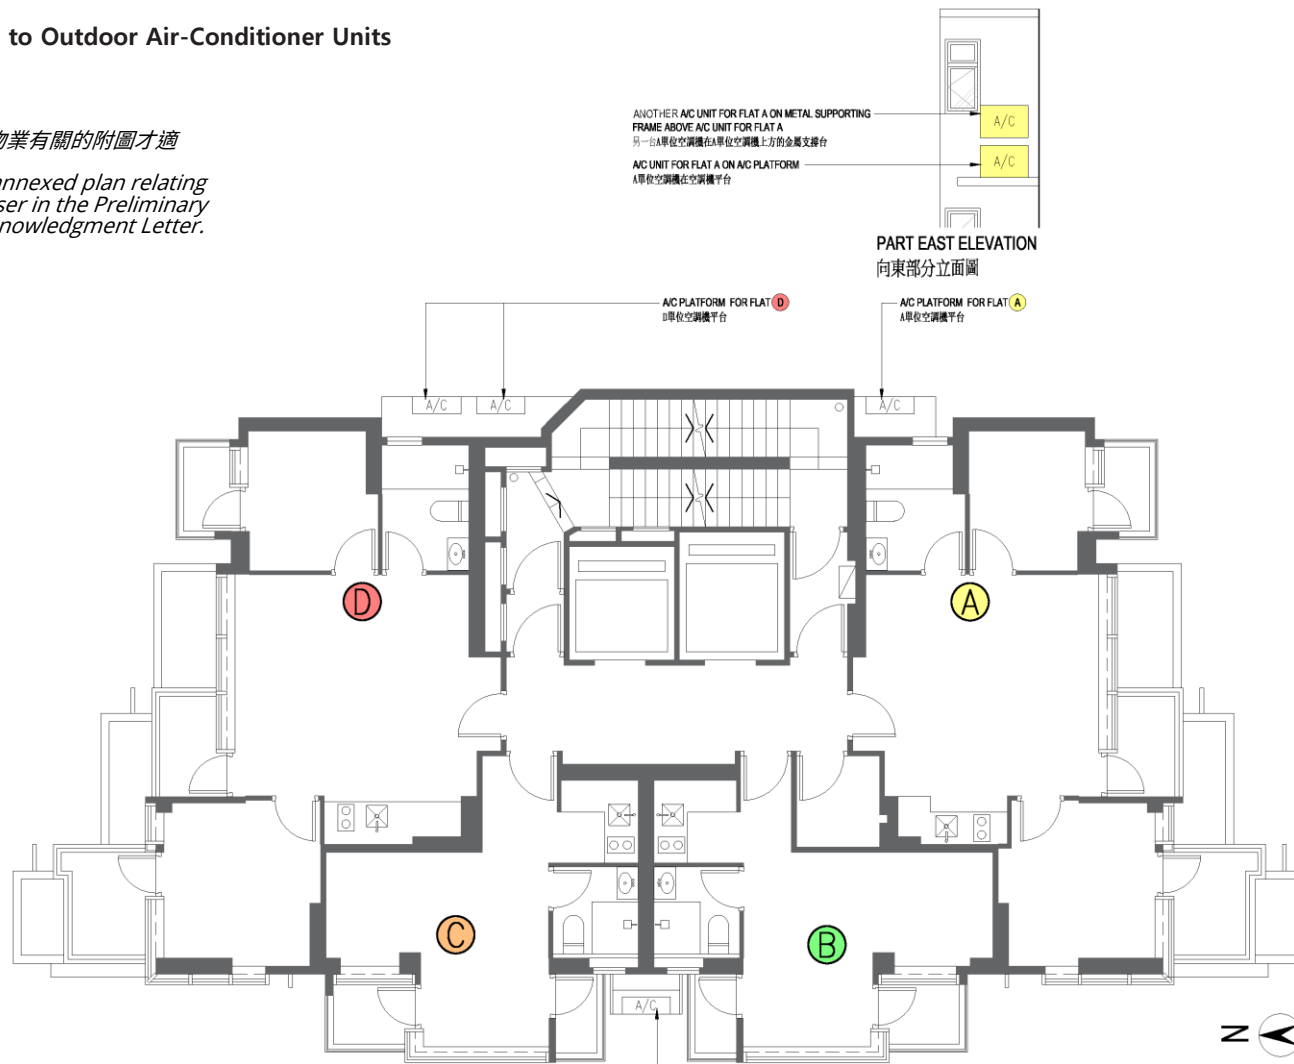 to Outdoor Air-Conditioner Units
物業有關的附圖才適
annexed plan relating
ser in the Preliminary
nowledgment Letter.
ANOTHER A/C UNIT FOR FLAT A ON METAL SUPPORTING
FRAME ABOVE A/C UNIT FOR FLAT A
另一台A單位空調機在A單位空調機上方的金屬支撐台
A/C UNIT FOR FLAT A ON A/C PLATFORM
A單位空調機在空調機平台
A/C
A/C
PART EAST ELEVATION
向東部分立面圖
A/C PLATFORM FOR FLAT D
D單位空調機平台
A/C PLATFORM FOR FLAT A
A單位空調機平台
A/C
A/C
A/C
D
A
C
B
A/C
N